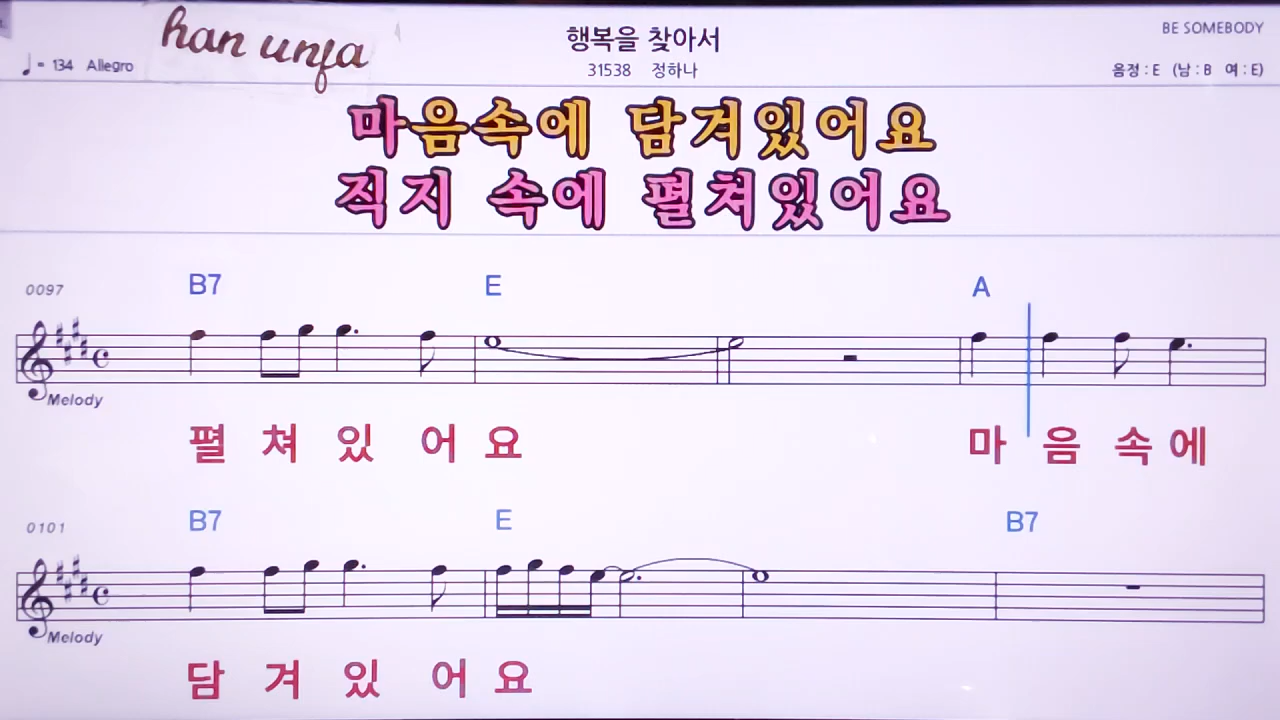 han unfa
행복을 찾아서
BE SOMEBODY
♩ = 134 Allegro
31538 정하나
음정 : E (남 : B 여 : E)
마음속에 담겨있어요
직지 속에 펼쳐있어요
0097
B7 E A
Melody
펼 쳐 있 어 요 마 음 속 에
0101
B7 E B7
Melody
담 겨 있 어 요